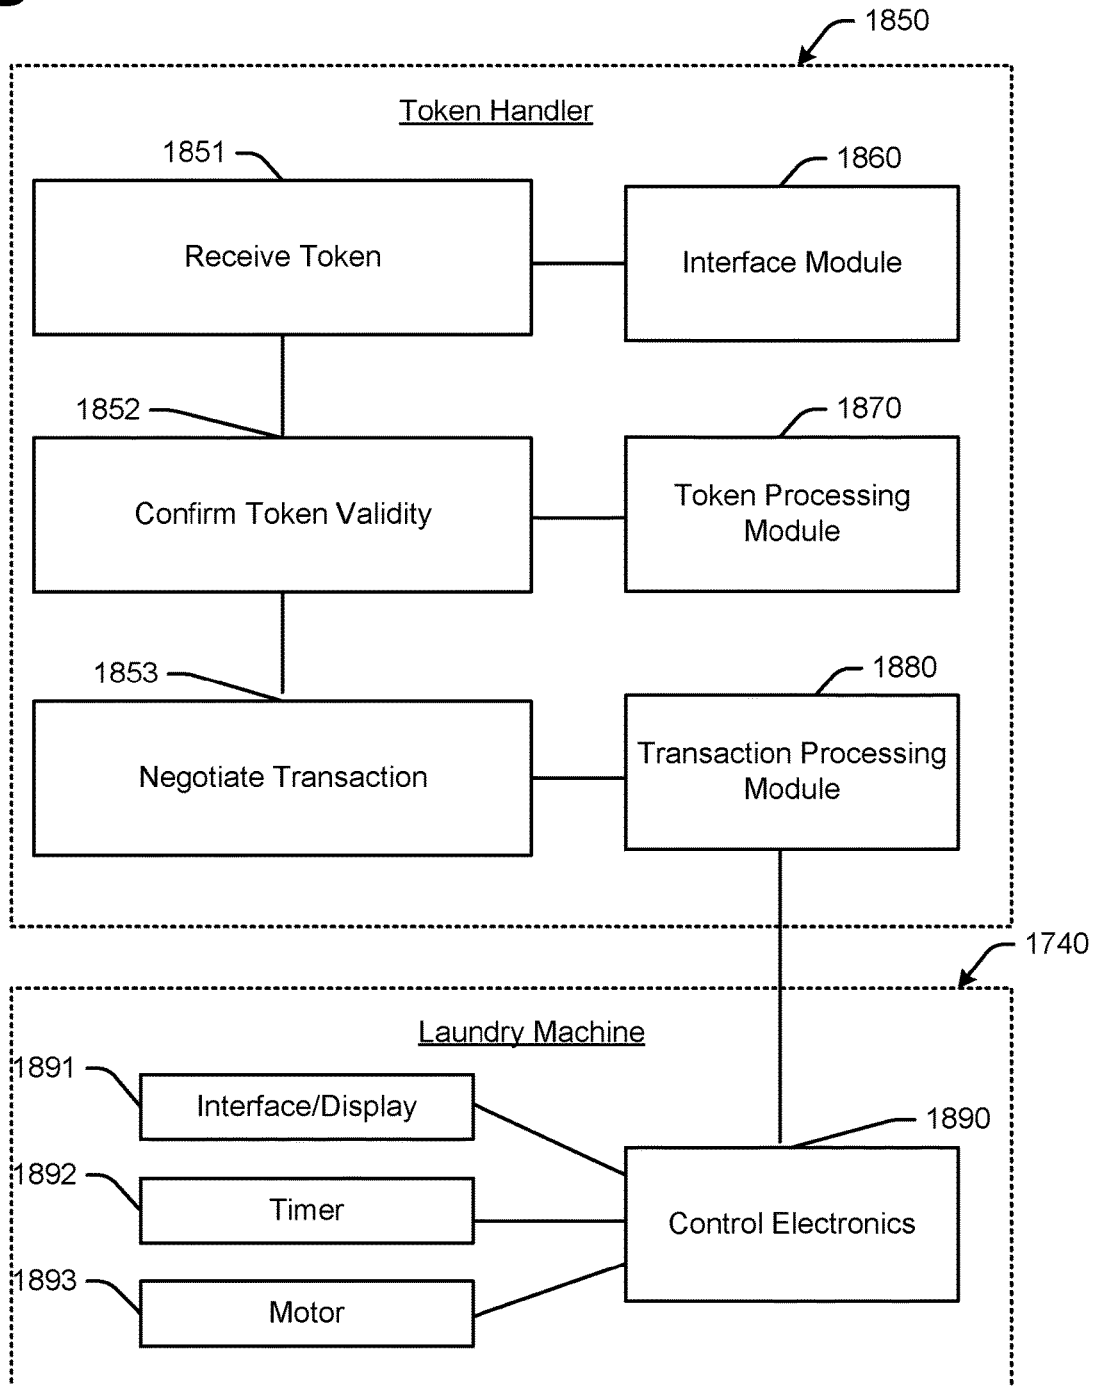 1850
Token Handler
1851
1860
Receive Token
Interface Module
1852
1870
Confirm Token Validity
Token Processing
Module
1853
1880
Negotiate Transaction
Transaction Processing
Module
1740
Laundry Machine
1891
Interface/Display
1890
1892
Timer
Control Electronics
1893
Motor